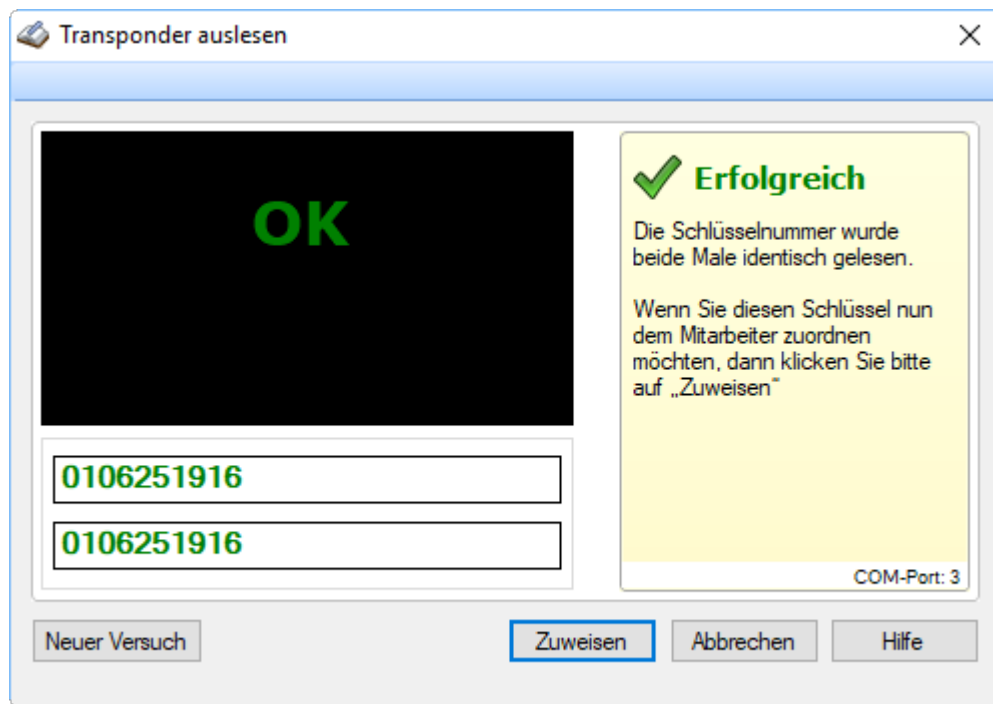 Transponder auslesen
OK
0106251916
0106251916
Erfolgreich
Die Schlüsselnummer wurde
beide Male identisch gelesen.
Wenn Sie diesen Schlüssel nun
dem Mitarbeiter zuordnen
möchten, dann klicken Sie bitte
auf „Zuweisen“
COM-Port: 3
Neuer Versuch
Zuweisen
Abbrechen
Hilfe